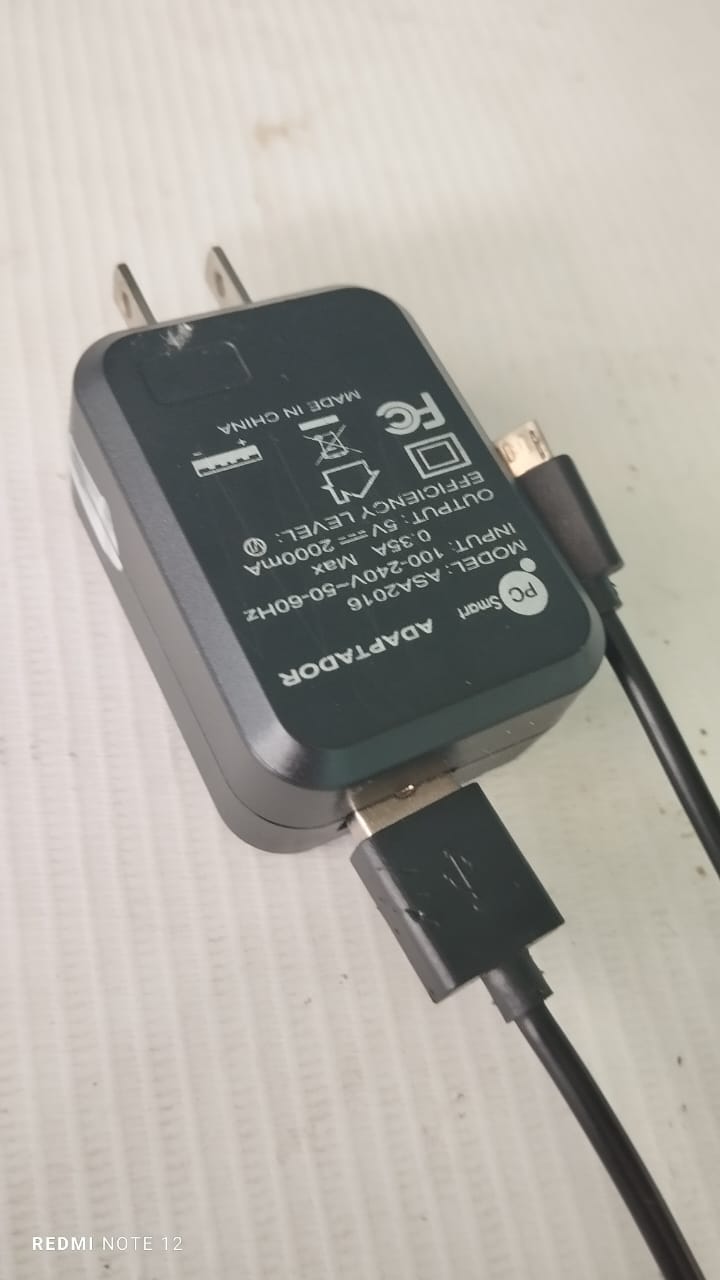 PC
Smart
ADAPTADOR
MODEL: ASA2016
INPUT: 100-240V~50-60Hz
0.35A Max
OUTPUT: 5V ⎓ 2000mA
EFFICIENCY LEVEL: VI
FC
MADE IN CHINA
- +
REDMI NOTE 12